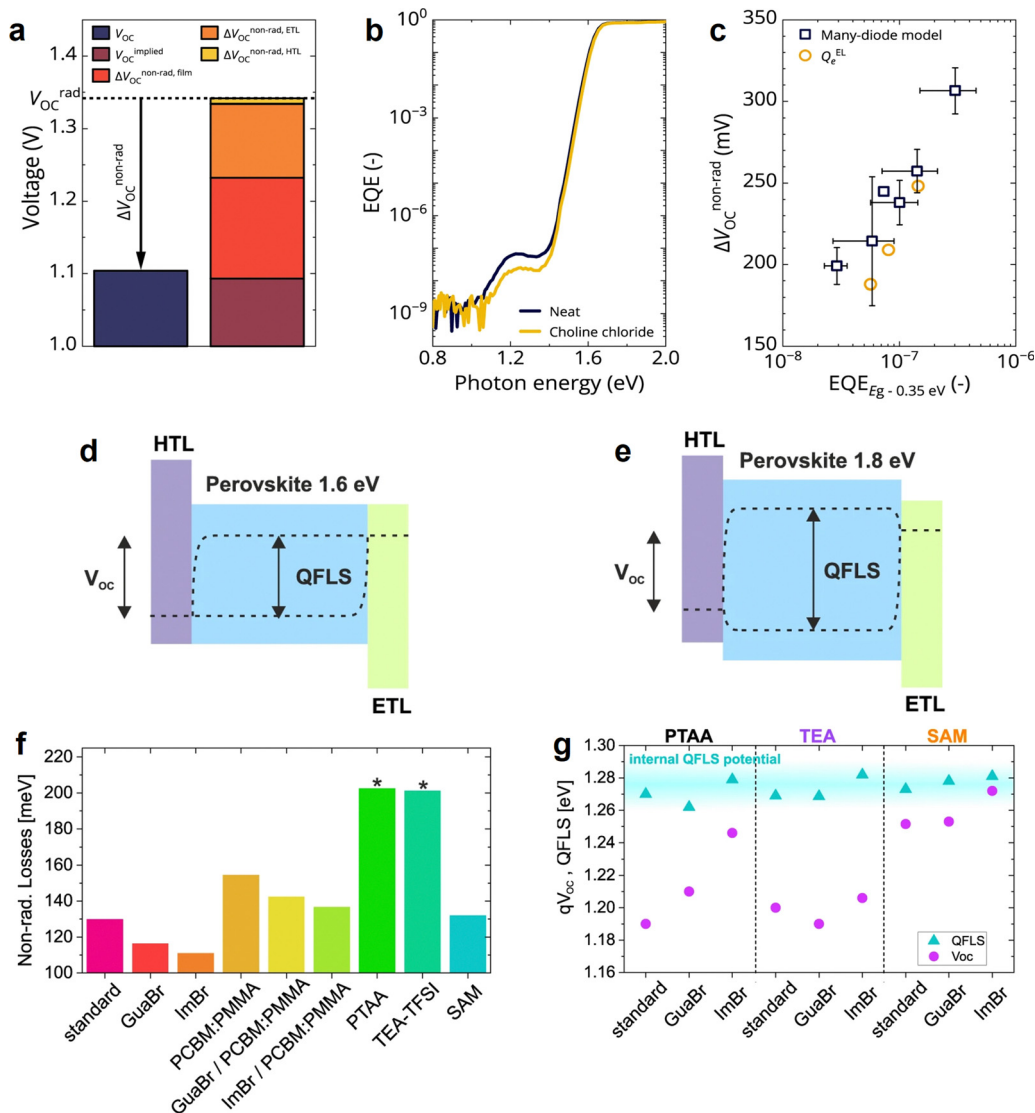 a
V_OC
V_OC^implied
ΔV_OC^non-rad, film
ΔV_OC^non-rad, ETL
ΔV_OC^non-rad, HTL
1.4
V_OC^rad
1.3
1.2
1.1
1.0
Voltage (V)
ΔV_OC^non-rad
b
10^0
10^-3
10^-6
10^-9
EQE (-)
Neat
Choline chloride
0.8 1.2 1.6 2.0
Photon energy (eV)
c
Many-diode model
Q_e^EL
350
300
250
200
150
ΔV_OC^non-rad (mV)
10^-8 10^-7 10^-6
EQE_Eg - 0.35 eV (-)
d
HTL
Perovskite 1.6 eV
V_OC
QFLS
ETL
e
HTL
Perovskite 1.8 eV
V_OC
QFLS
ETL
f
220
200
180
160
140
120
100
Non-rad. Losses [meV]
* *
standard
GuaBr
ImBr
PCBM:PMMA
GuaBr / PCBM:PMMA
ImBr / PCBM:PMMA
PTAA
TEA-TFSI
SAM
g
PTAA TEA SAM
internal QFLS potential
1.30
1.28
1.26
1.24
1.22
1.20
1.18
1.16
qV_OC , QFLS [eV]
QFLS
Voc
standard
GuaBr
ImBr
standard
GuaBr
ImBr
standard
GuaBr
ImBr